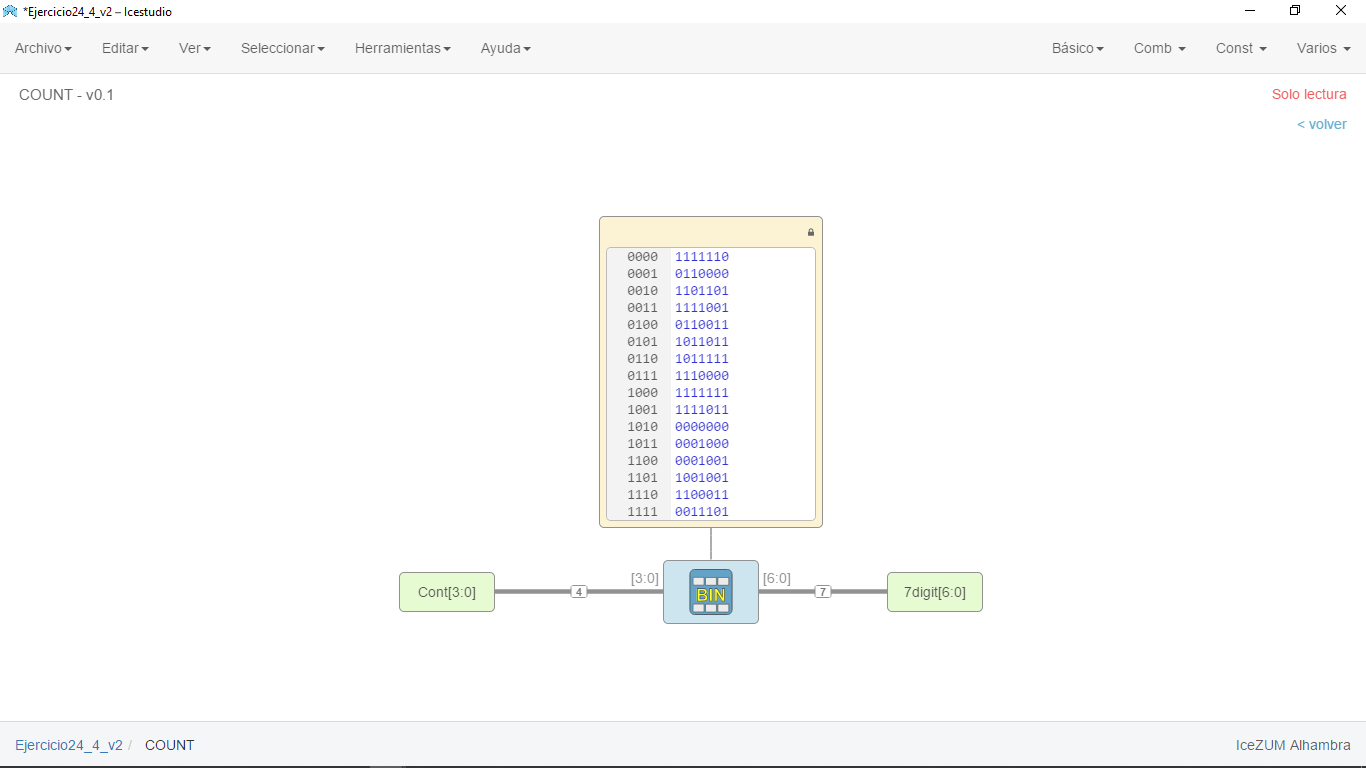 *Ejercicio24_4_v2 – Icestudio
Archivo Editar Ver Seleccionar Herramientas Ayuda Básico Comb Const Varios
COUNT - v0.1 Solo lectura
< volver
0000 1111110
0001 0110000
0010 1101101
0011 1111001
0100 0110011
0101 1011011
0110 1011111
0111 1110000
1000 1111111
1001 1111011
1010 0000000
1011 0001000
1100 0001001
1101 1001001
1110 1100011
1111 0011101
Cont[3:0] 4 [3:0] BIN [6:0] 7 7digit[6:0]
Ejercicio24_4_v2 / COUNT IceZUM Alhambra